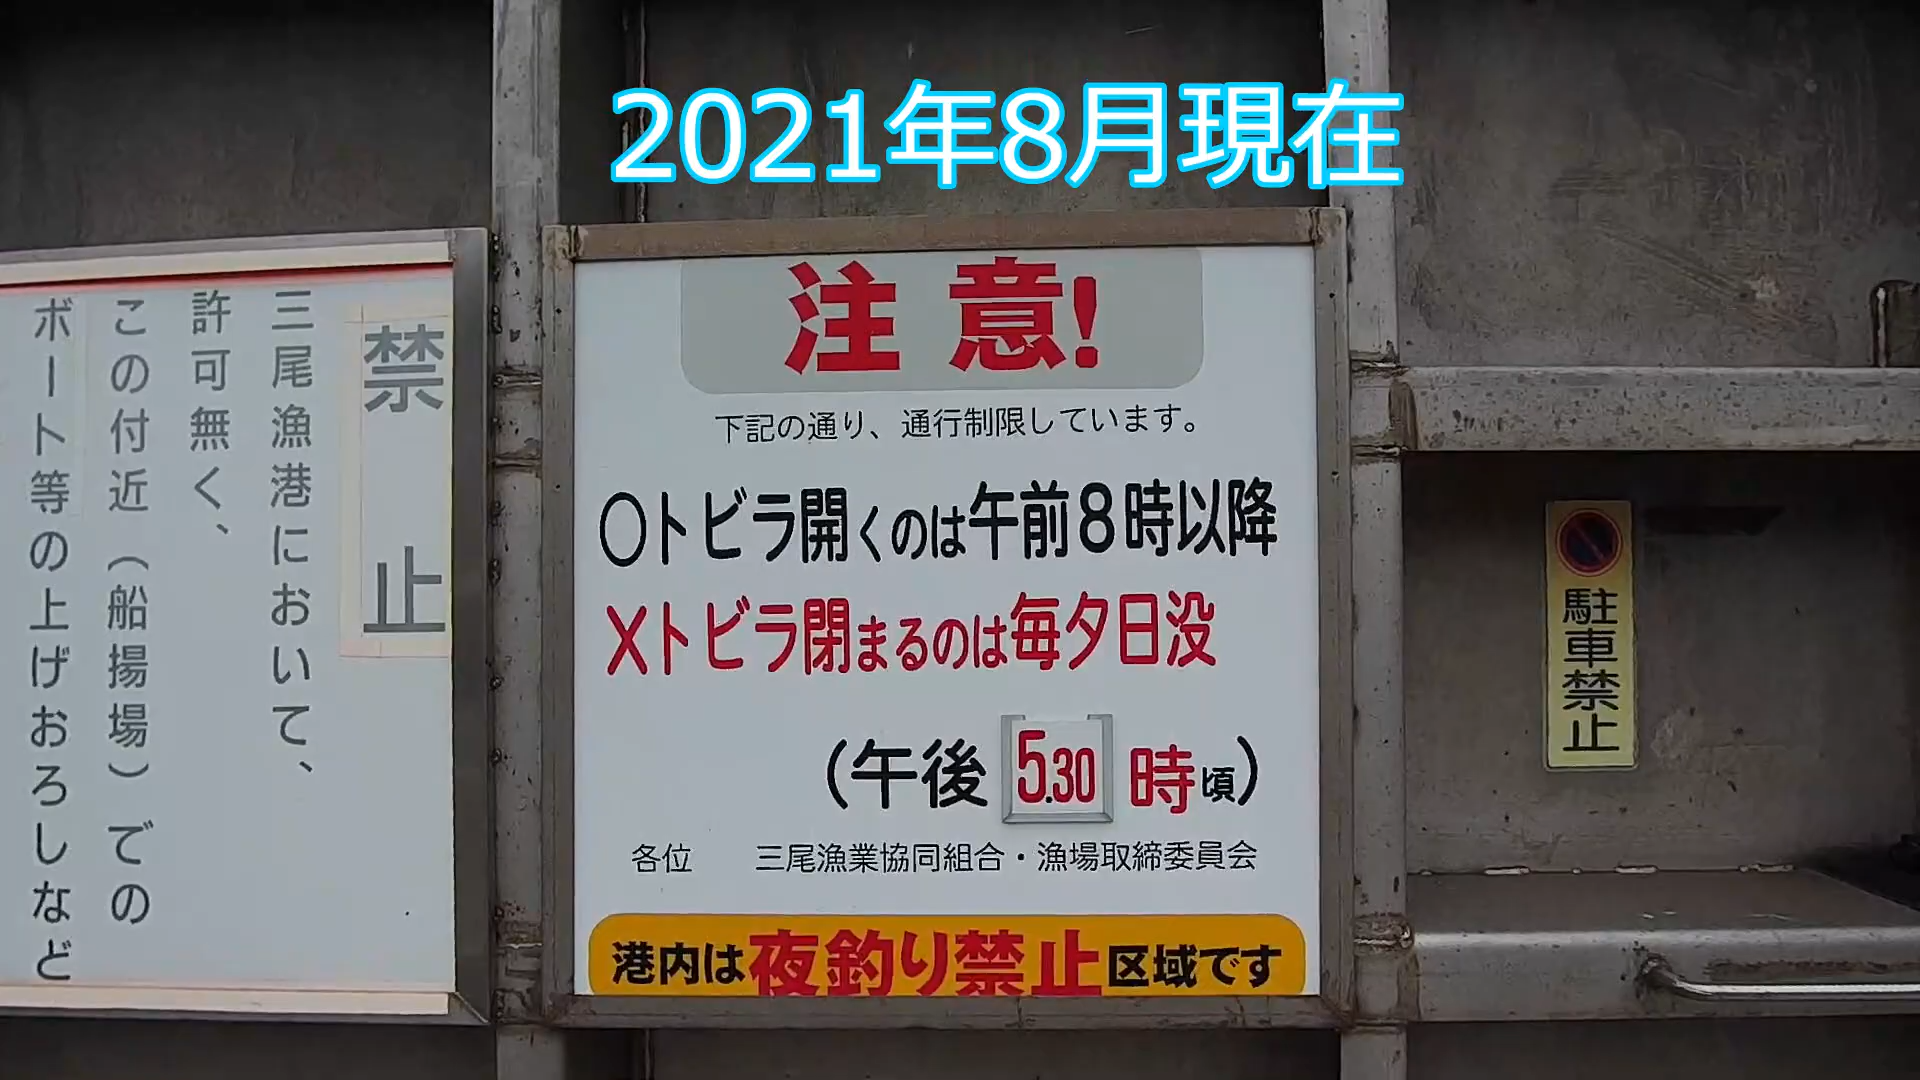 2021年8月現在
禁止
三尾漁港において、
許可無く、
この付近（船揚場）での
ボート等の上げおろしなど
注意!
下記の通り、通行制限しています。
○トビラ開くのは午前8時以降
×トビラ閉まるのは毎夕日没
(午後5.30時頃)
各位 三尾漁業協同組合・漁場取締委員会
港内は夜釣り禁止区域です
駐車禁止